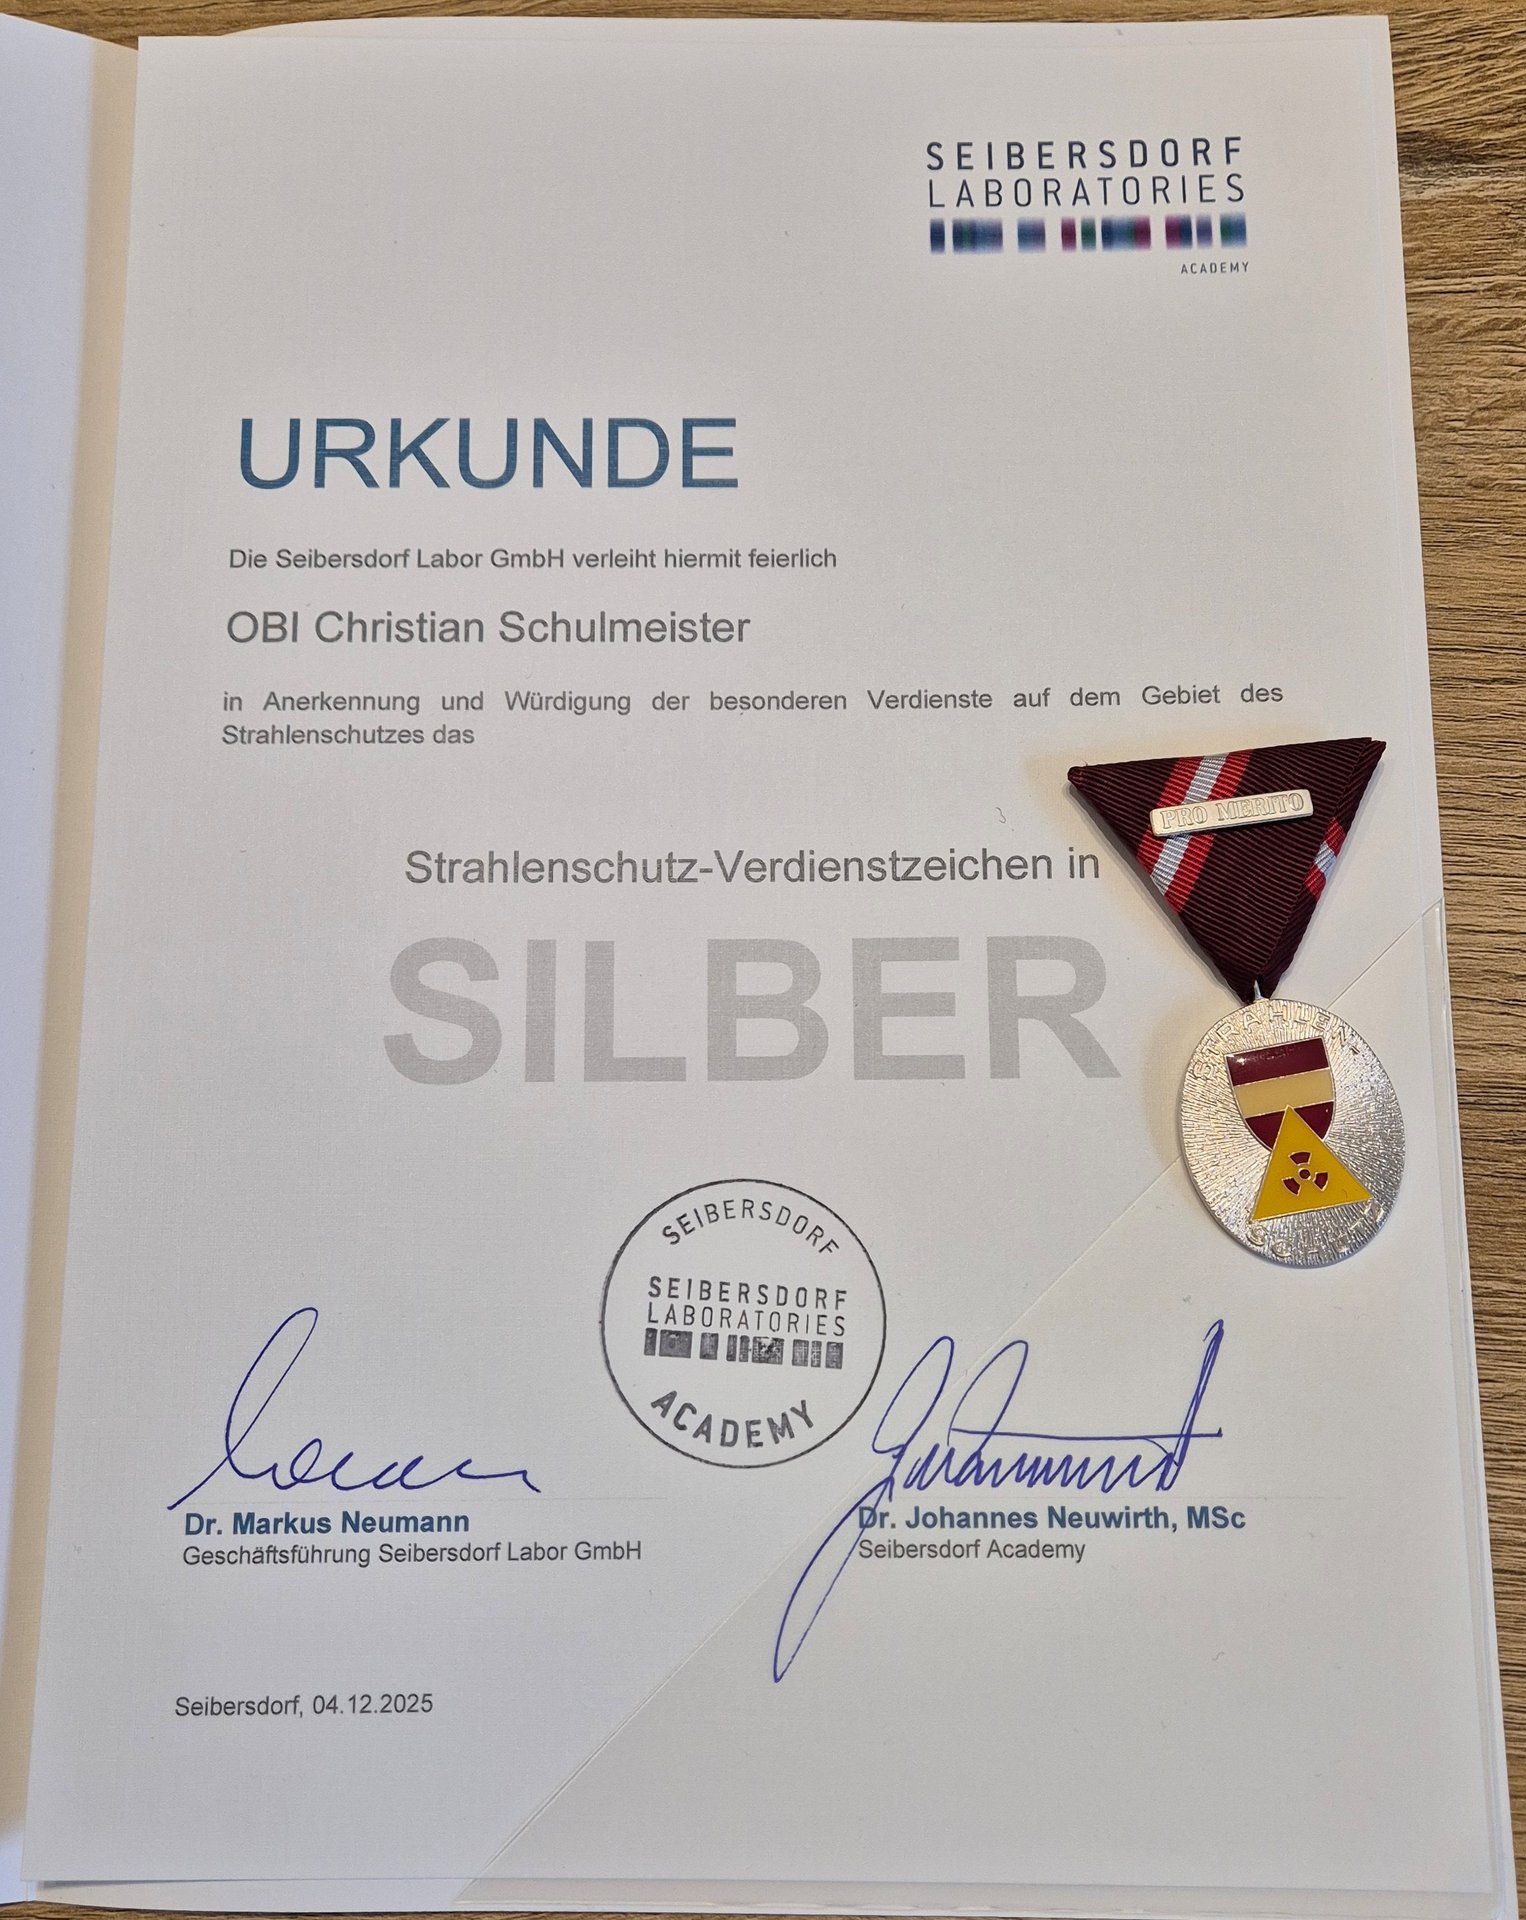 SEIBERSDORF
LABORATORIES
ACADEMY
URKUNDE
Die Seibersdorf Labor GmbH verleiht hiermit feierlich
OBI Christian Schulmeister
in Anerkennung und Würdigung der besonderen Verdienste auf dem Gebiet des
Strahlenschutzes das
PRO MERITO
Strahlenschutz-Verdienstzeichen in
SILBER
STRAHLEN-
SCHUTZ
SEIBERSDORF
SEIBERSDORF
LABORATORIES
ACADEMY
Dr. Markus Neumann
Geschäftsführung Seibersdorf Labor GmbH
Dr. Johannes Neuwirth, MSc
Seibersdorf Academy
Seibersdorf, 04.12.2025